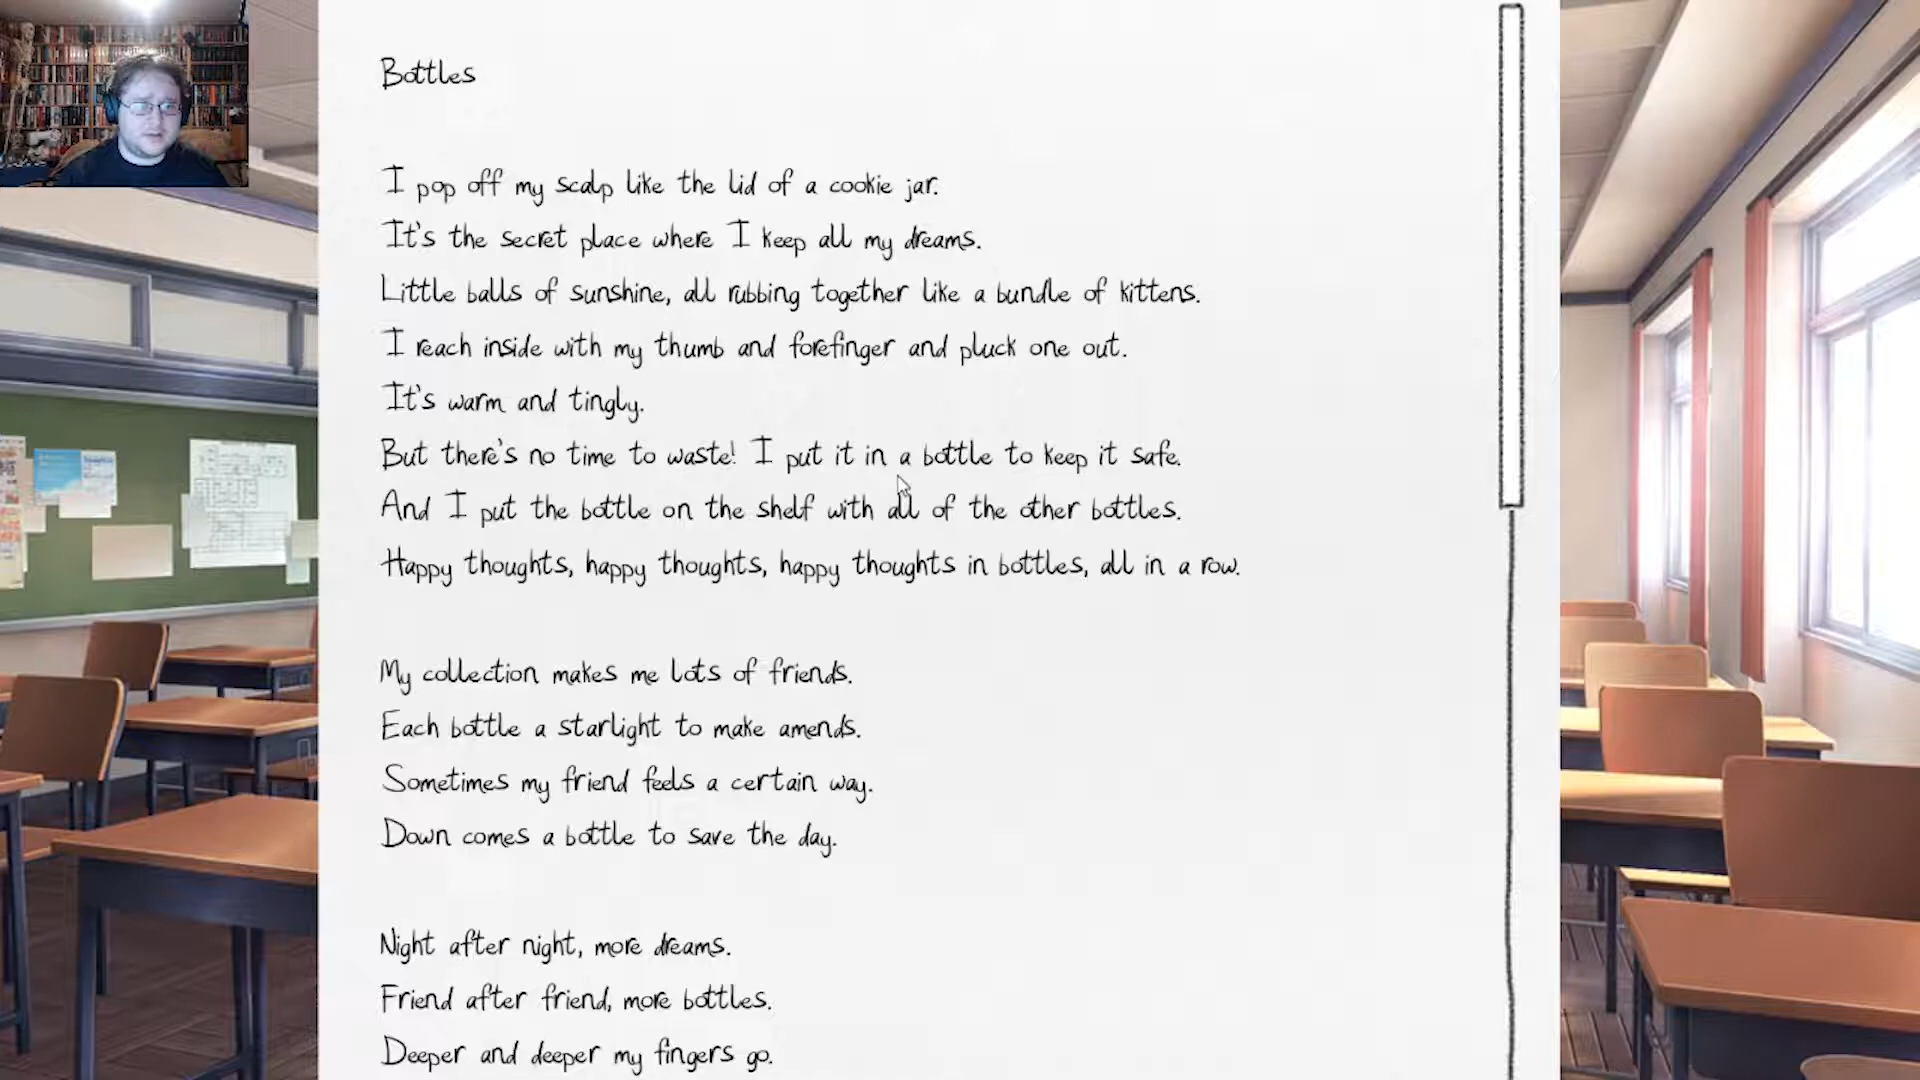 Bottles
I pop off my scalp like the lid of a cookie jar.
It's the secret place where I keep all my dreams.
Little balls of sunshine, all rubbing together like a bundle of kittens.
I reach inside with my thumb and forefinger and pluck one out.
It's warm and tingly.
But there's no time to waste! I put it in a bottle to keep it safe.
And I put the bottle on the shelf with all of the other bottles.
Happy thoughts, happy thoughts, happy thoughts in bottles, all in a row.
My collection makes me lots of friends.
Each bottle a starlight to make amends.
Sometimes my friend feels a certain way.
Down comes a bottle to save the day.
Night after night, more dreams.
Friend after friend, more bottles.
Deeper and deeper my fingers go.